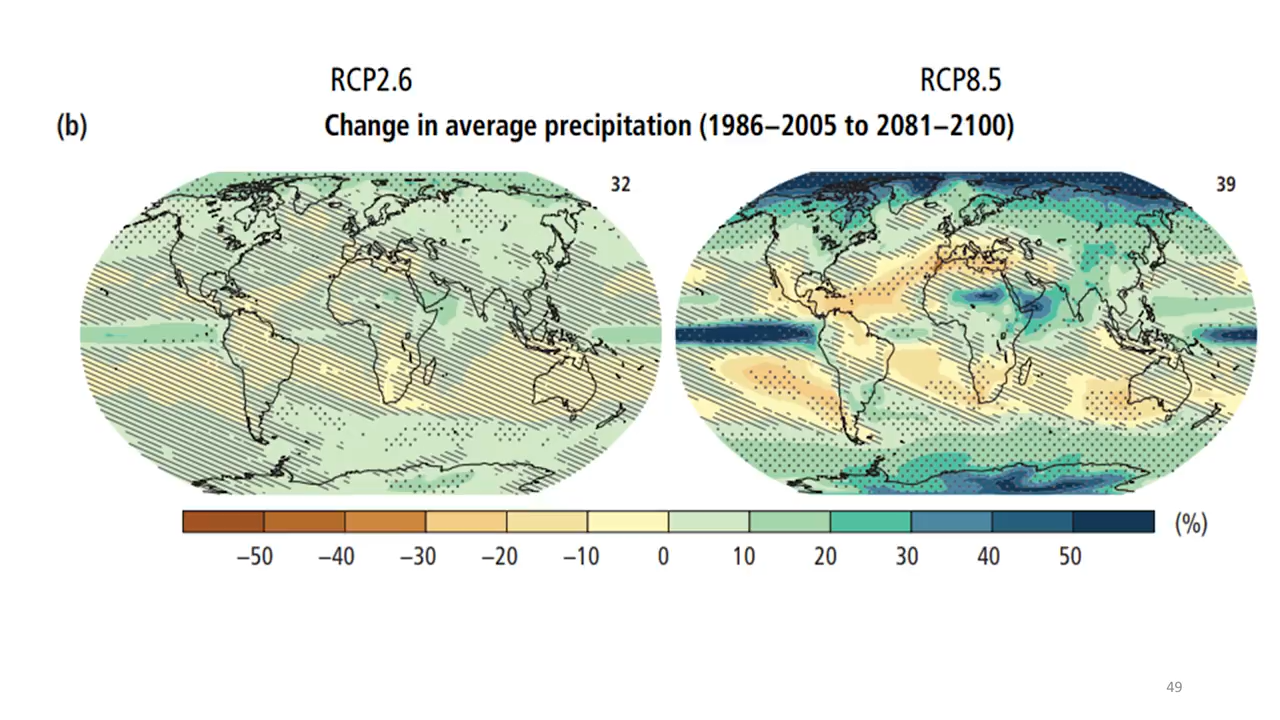 RCP2.6 RCP8.5
(b) Change in average precipitation (1986–2005 to 2081–2100)
32 39
(%)
–50 –40 –30 –20 –10 0 10 20 30 40 50
49